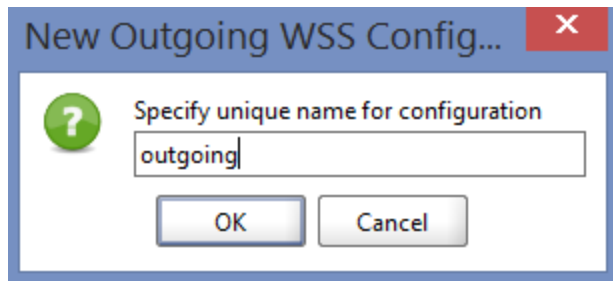 New Outgoing WSS Config...
Specify unique name for configuration
outgoing
OK
Cancel